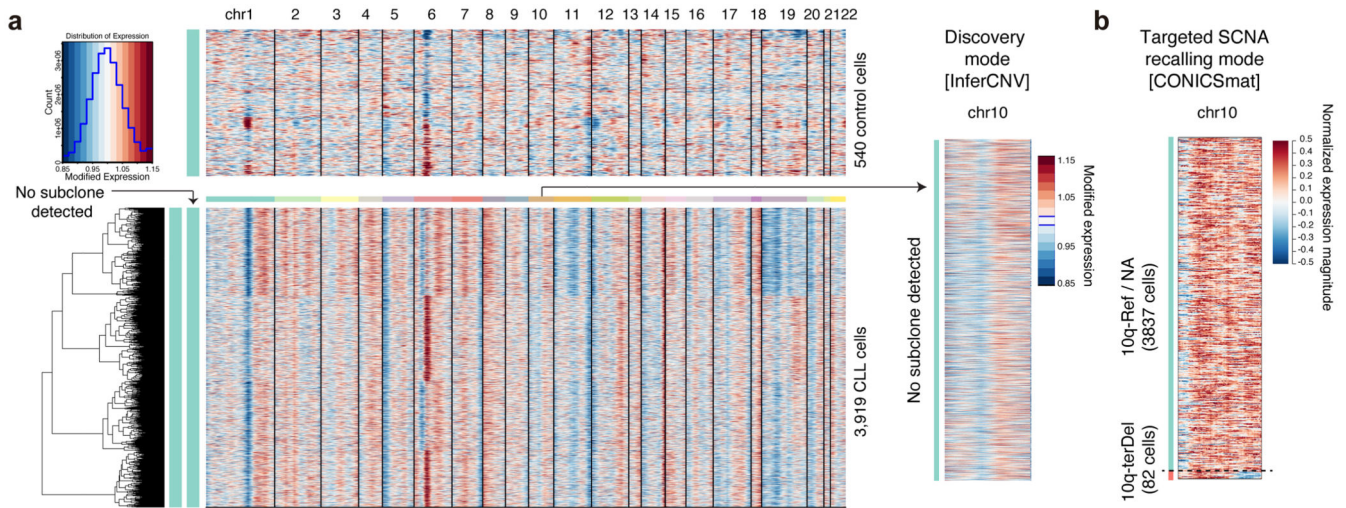 a
Distribution of Expression
Count
0
1e+06
2e+06
3e+06
0.85
0.95
1.05
1.15
Modified Expression
chr1 2 3 4 5 6 7 8 9 10 11 12 13 14 15 16 17 18 19 20 2122
540 control cells
No subclone
detected
3,919 CLL cells
Discovery
mode
[InferCNV]
chr10
No subclone detected
1.15
1.05
0.95
0.85
Modified expression
b
Targeted SCNA
recalling mode
[CONICSmat]
chr10
10q-Ref / NA
(3837 cells)
10q-terDel
(82 cells)
0.5
0.4
0.3
0.2
0.1
0.0
-0.1
-0.2
-0.3
-0.4
-0.5
Normalized expression magnitude